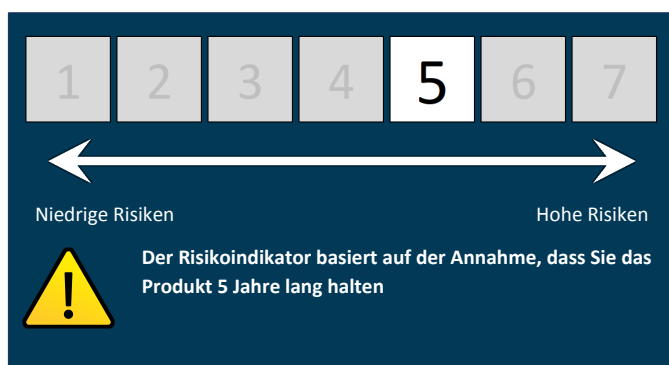 1 2 3 4 5 6 7
Niedrige Risiken Hohe Risiken
Der Risikoindikator basiert auf der Annahme, dass Sie das
Produkt 5 Jahre lang halten